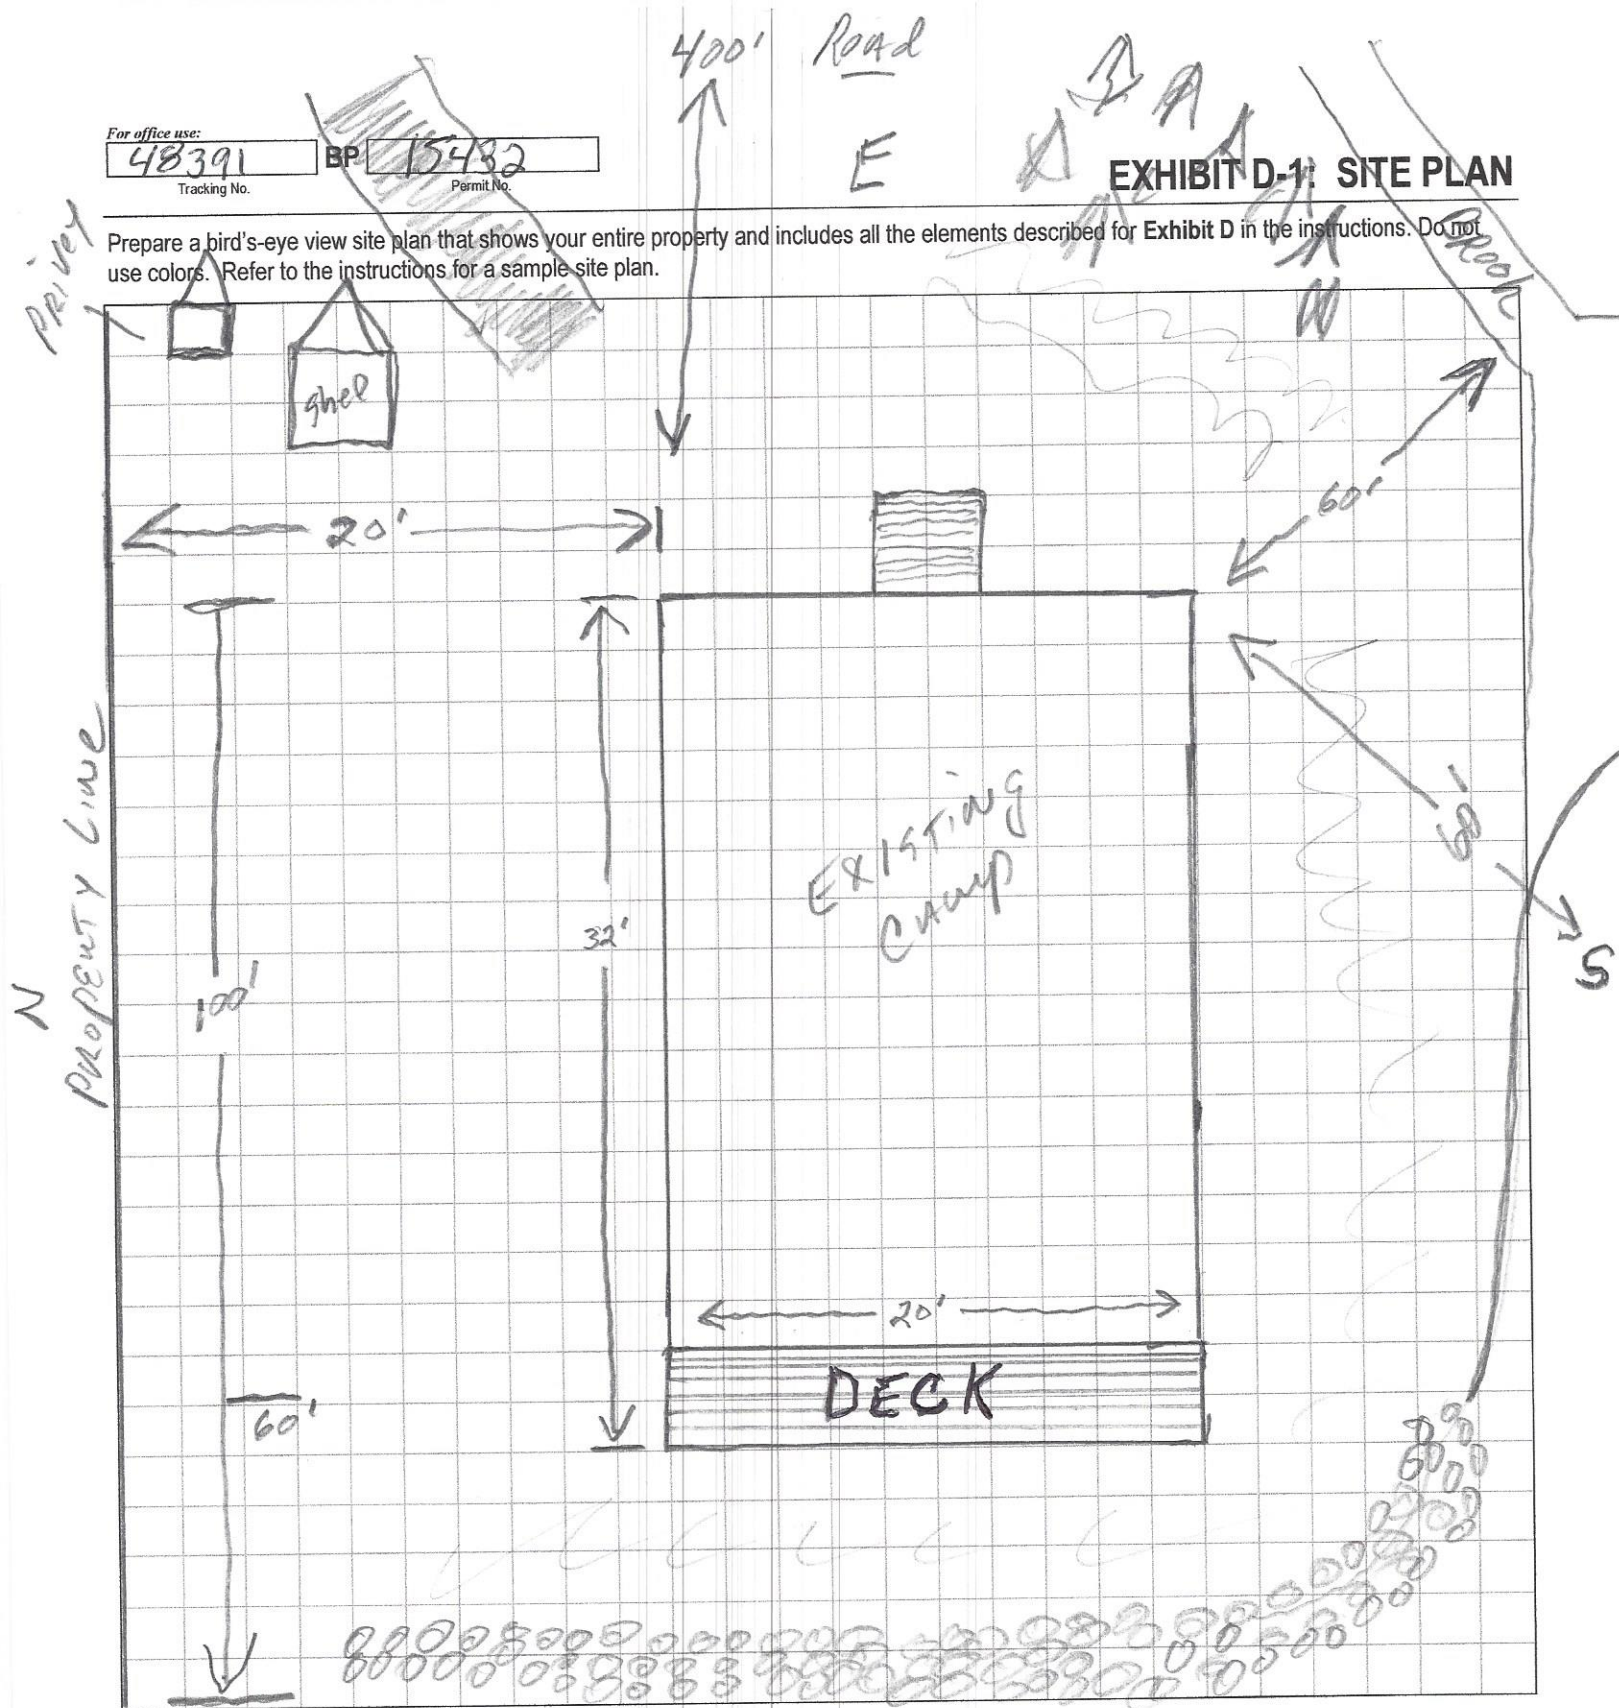 400' Road
For office use:
48391 BP 15432
Tracking No. Permit No.
E
EXHIBIT D-1: SITE PLAN
Prepare a bird's-eye view site plan that shows your entire property and includes all the elements described for Exhibit D in the instructions. Do not
use colors. Refer to the instructions for a sample site plan.
Privey
Brook
Shed
60'
20'
EXISTING
CAMP
32'
N
PROPERTY LINE
100'
S
20'
DECK
60'